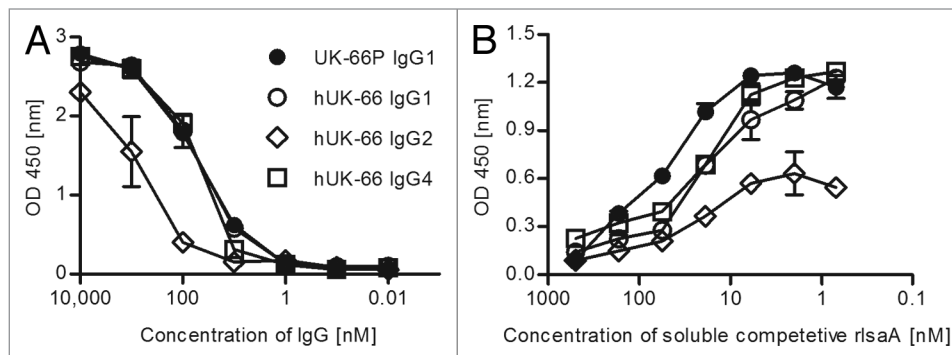 A
B
UK-66P IgG1
hUK-66 IgG1
hUK-66 IgG2
hUK-66 IgG4
OD 450 [nm]
3
2
1
0
10,000
100
1
0.01
Concentration of IgG [nM]
OD 450 [nm]
1.5
1.2
0.9
0.6
0.3
0.0
1000
100
10
1
0.1
Concentration of soluble competetive rIsaA [nM]